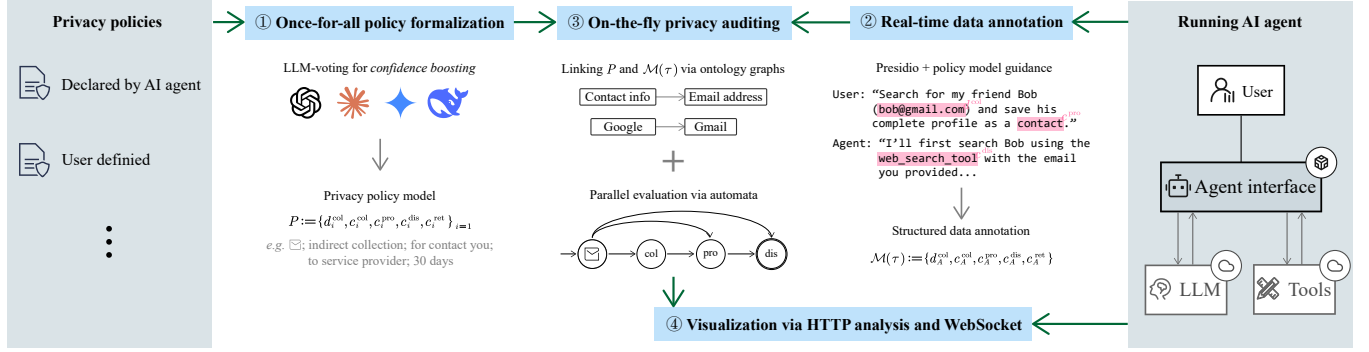 Privacy policies
Declared by AI agent
User definied
① Once-for-all policy formalization
LLM-voting for confidence boosting
Privacy policy model
P:={d_i^col, c_i^col, c_i^pro, c_i^dis, c_i^ret}_{i=1}
e.g. ; indirect collection; for contact you;
to service provider; 30 days
③ On-the-fly privacy auditing
Linking P and M(τ) via ontology graphs
Contact info Email address
Google Gmail
+
Parallel evaluation via automata
col pro dis
② Real-time data annotation
Presidio + policy model guidance
User: “Search for my friend Bob
(bob@gmail.com)^col and save his
complete profile as a contact^pro.”
Agent: “I’ll first search Bob using the
web_search_tool^dis with the email
you provided...
Structured data annotation
M(τ):={d_A^col, c_A^col, c_A^pro, c_A^dis, c_A^ret}
④ Visualization via HTTP analysis and WebSocket
Running AI agent
User
Agent interface
LLM
Tools